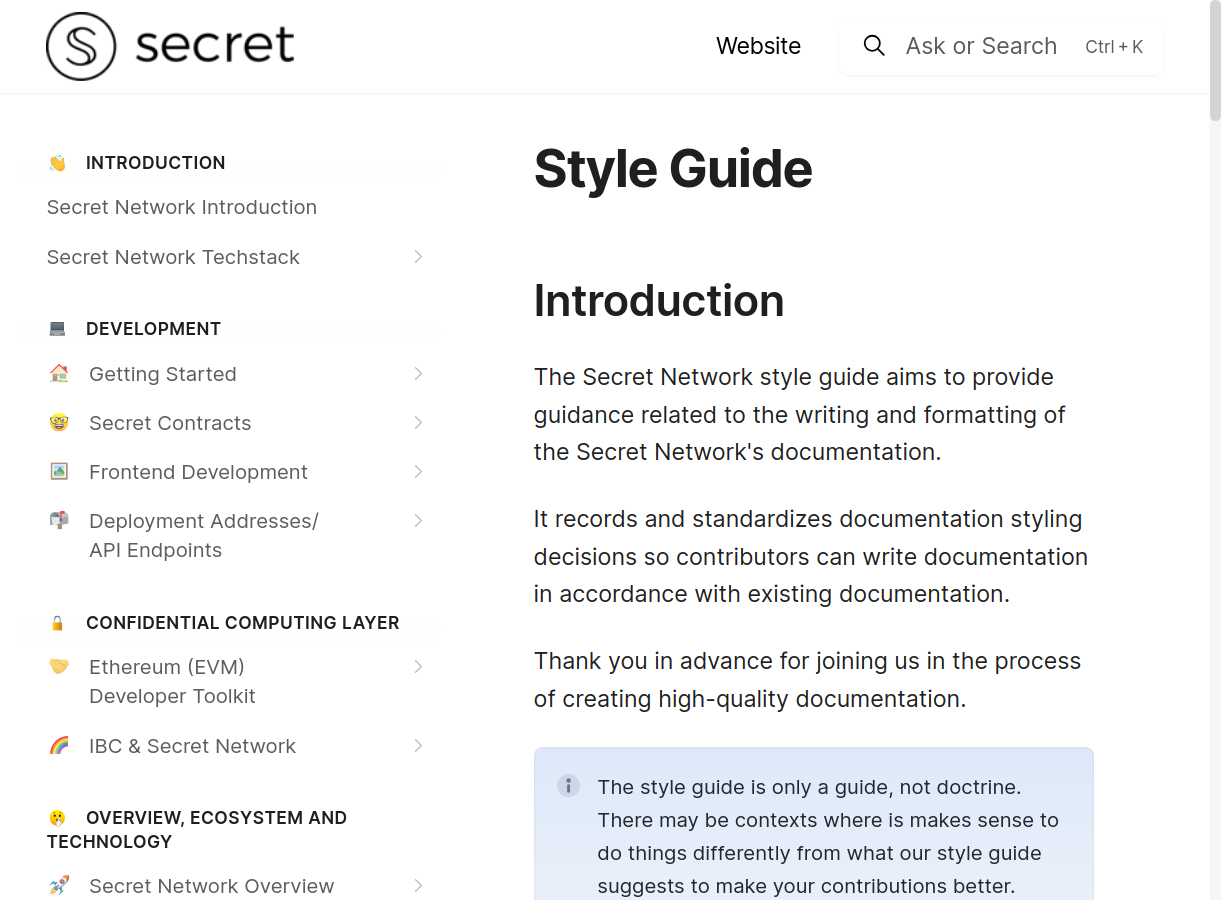 secret
Website
Ask or Search Ctrl + K
INTRODUCTION
Secret Network Introduction
Secret Network Techstack
DEVELOPMENT
Getting Started
Secret Contracts
Frontend Development
Deployment Addresses/
API Endpoints
CONFIDENTIAL COMPUTING LAYER
Ethereum (EVM)
Developer Toolkit
IBC & Secret Network
OVERVIEW, ECOSYSTEM AND
TECHNOLOGY
Secret Network Overview
Style Guide
Introduction
The Secret Network style guide aims to provide
guidance related to the writing and formatting of
the Secret Network's documentation.
It records and standardizes documentation styling
decisions so contributors can write documentation
in accordance with existing documentation.
Thank you in advance for joining us in the process
of creating high-quality documentation.
The style guide is only a guide, not doctrine.
There may be contexts where is makes sense to
do things differently from what our style guide
suggests to make your contributions better.